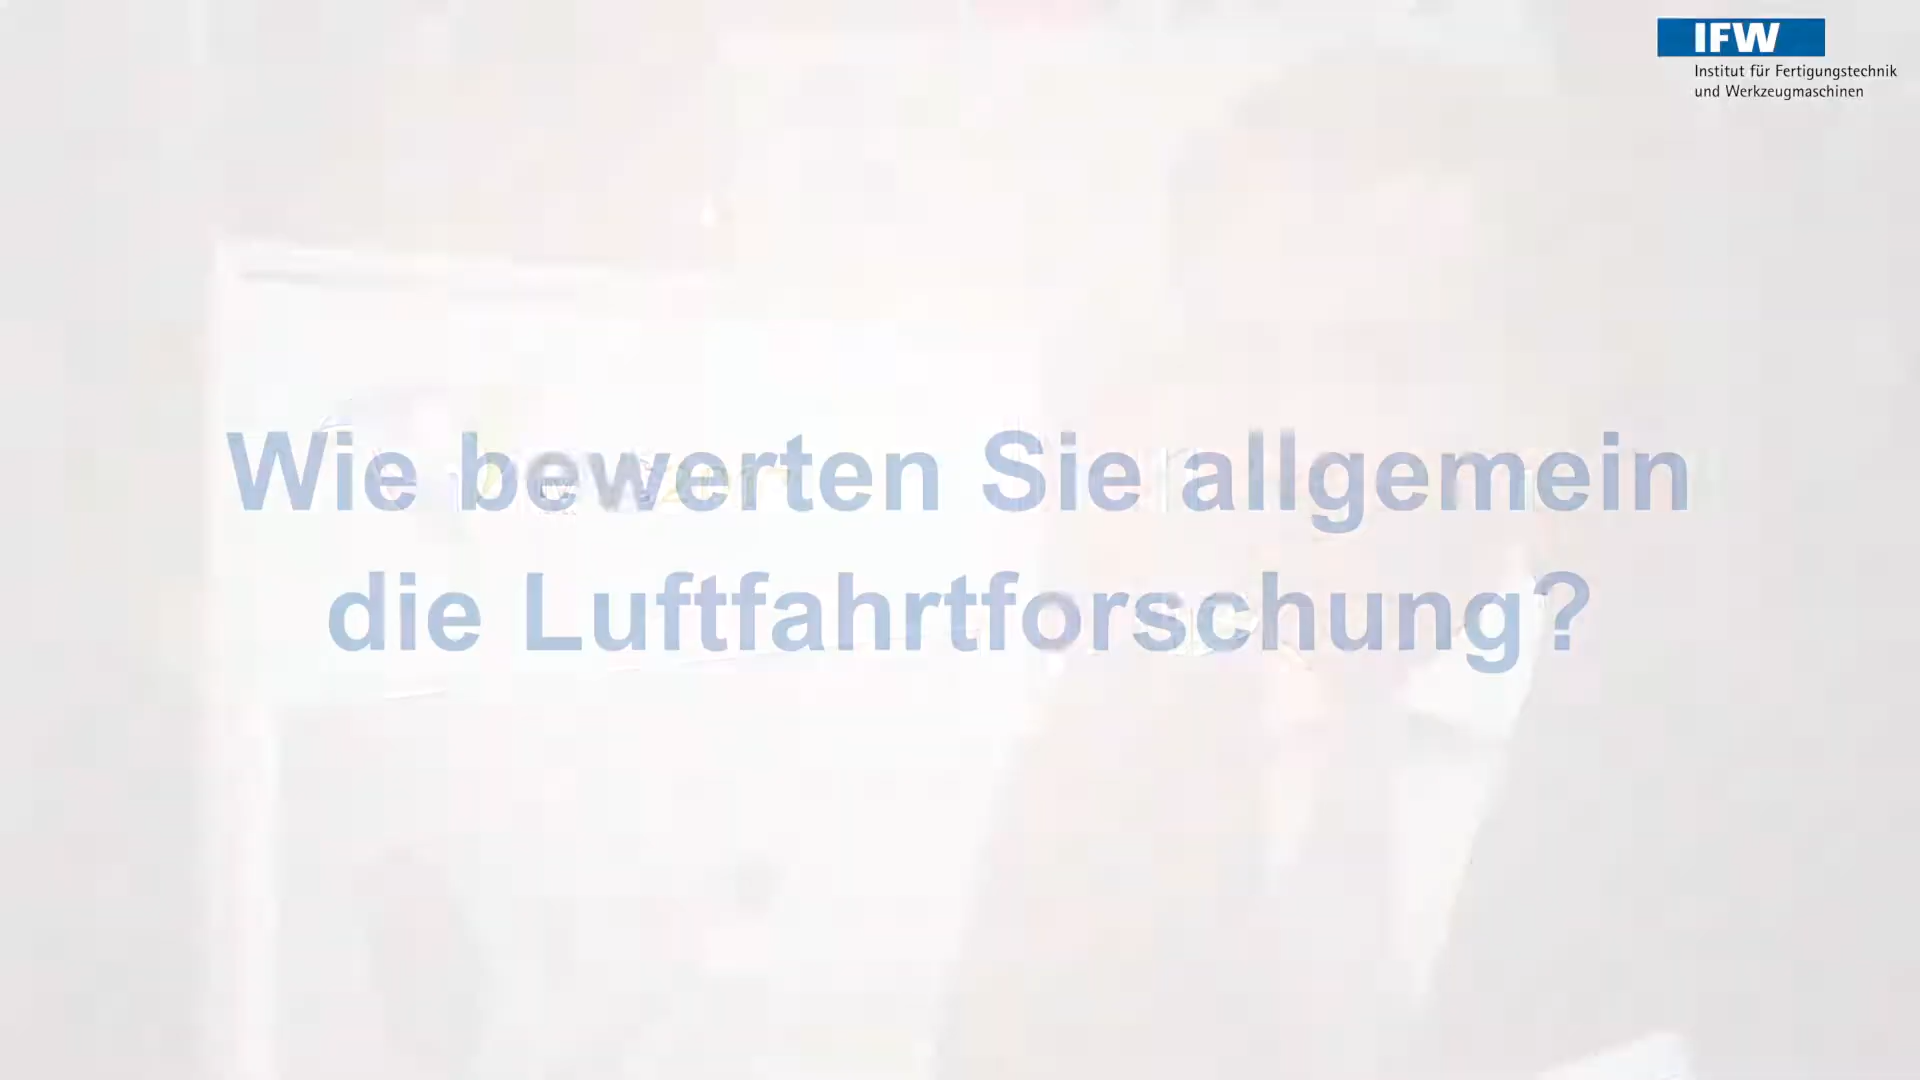 IFW
Institut für Fertigungstechnik
und Werkzeugmaschinen
Wie bewerten Sie allgemein
die Luftfahrtforschung?